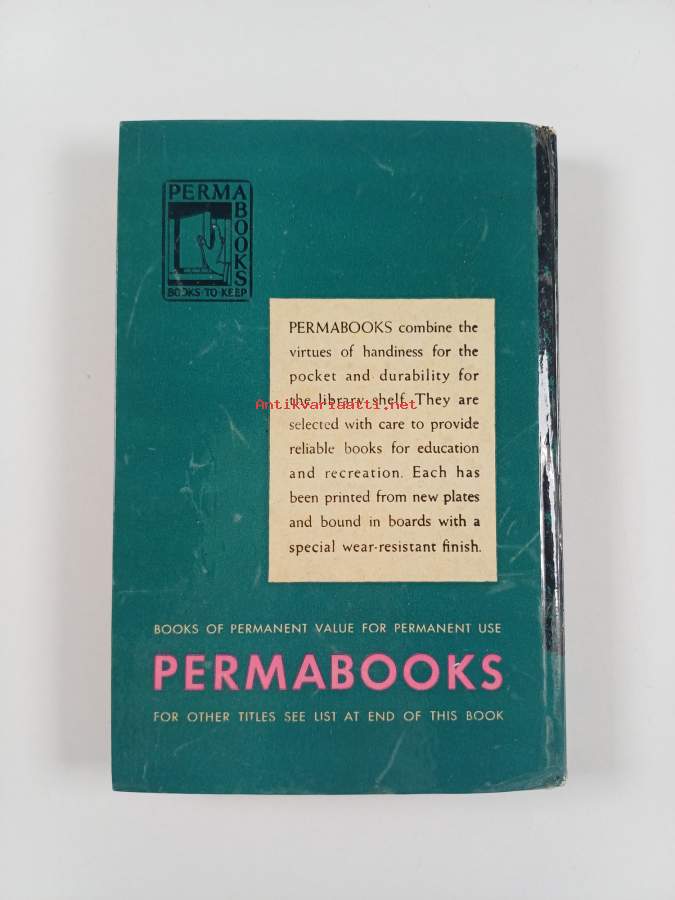 PERMA
BOOKS
BOOKS·TO·KEEP
PERMABOOKS combine the
virtues of handiness for the
pocket and durability for
the library shelf. They are
Antikvariaatti.net
selected with care to provide
reliable books for education
and recreation. Each has
been printed from new plates
and bound in boards with a
special wear-resistant finish.
BOOKS OF PERMANENT VALUE FOR PERMANENT USE
PERMABOOKS
FOR OTHER TITLES SEE LIST AT END OF THIS BOOK